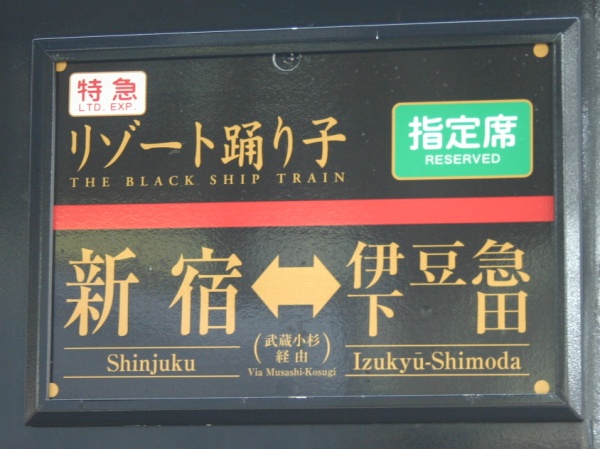 特急
LTD. EXP.
リゾート踊り子
THE BLACK SHIP TRAIN
指定席
RESERVED
新宿
伊豆急
下田
(武蔵小杉
経由)
Shinjuku
Via Musashi-Kosugi
Izukyū-Shimoda